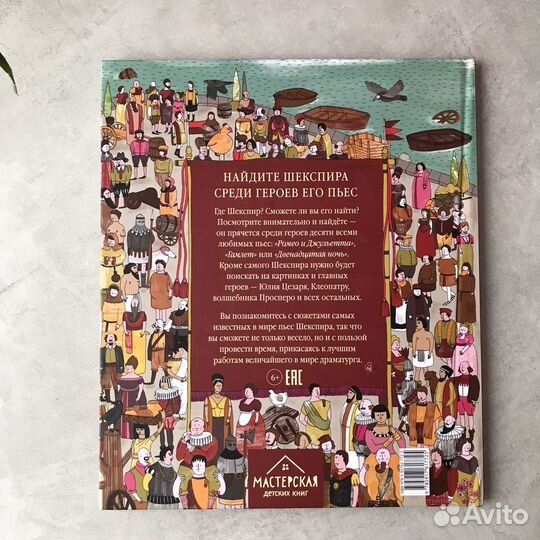 НАЙДИТЕ ШЕКСПИРА
СРЕДИ ГЕРОЕВ ЕГО ПЬЕС
Где Шекспир? Сможете ли вы его найти?
Посмотрите внимательно и найдёте —
он прячется среди героев десяти всеми
любимых пьес: «Ромео и Джульетта»,
«Гамлет» или «Двенадцатая ночь».
Кроме самого Шекспира нужно будет
поискать на картинках и главных
героев — Юлия Цезаря, Клеопатру,
волшебника Просперо и всех остальных.
Вы познакомитесь с сюжетами самых
известных в мире пьес Шекспира, так что
вы сможете не только весело, но и с пользой
провести время, прикасаясь к лучшим
работам величайшего в мире драматурга.
6+ EAC
МАСТЕРСКАЯ
ДЕТСКИХ КНИГ
Avito